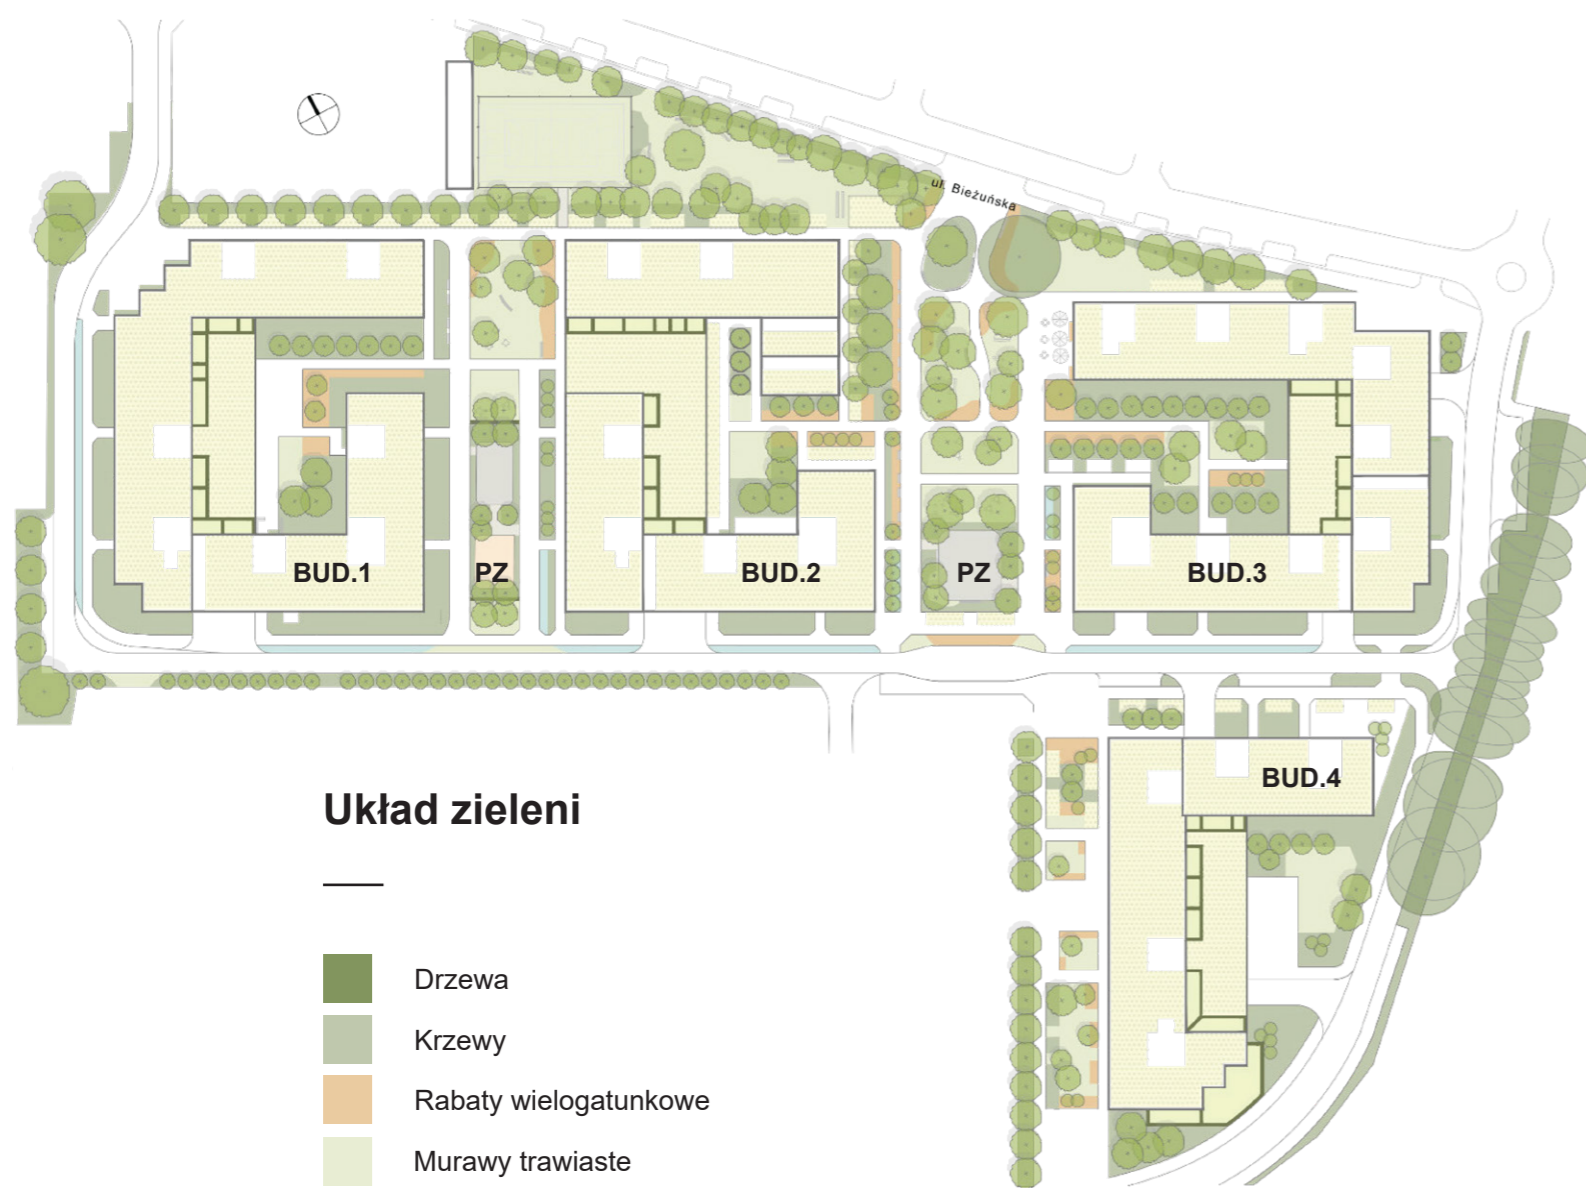 ul. Bieżuńska
BUD.1
PZ
BUD.2
PZ
BUD.3
BUD.4
Układ zieleni
Drzewa
Krzewy
Rabaty wielogatunkowe
Murawy trawiaste